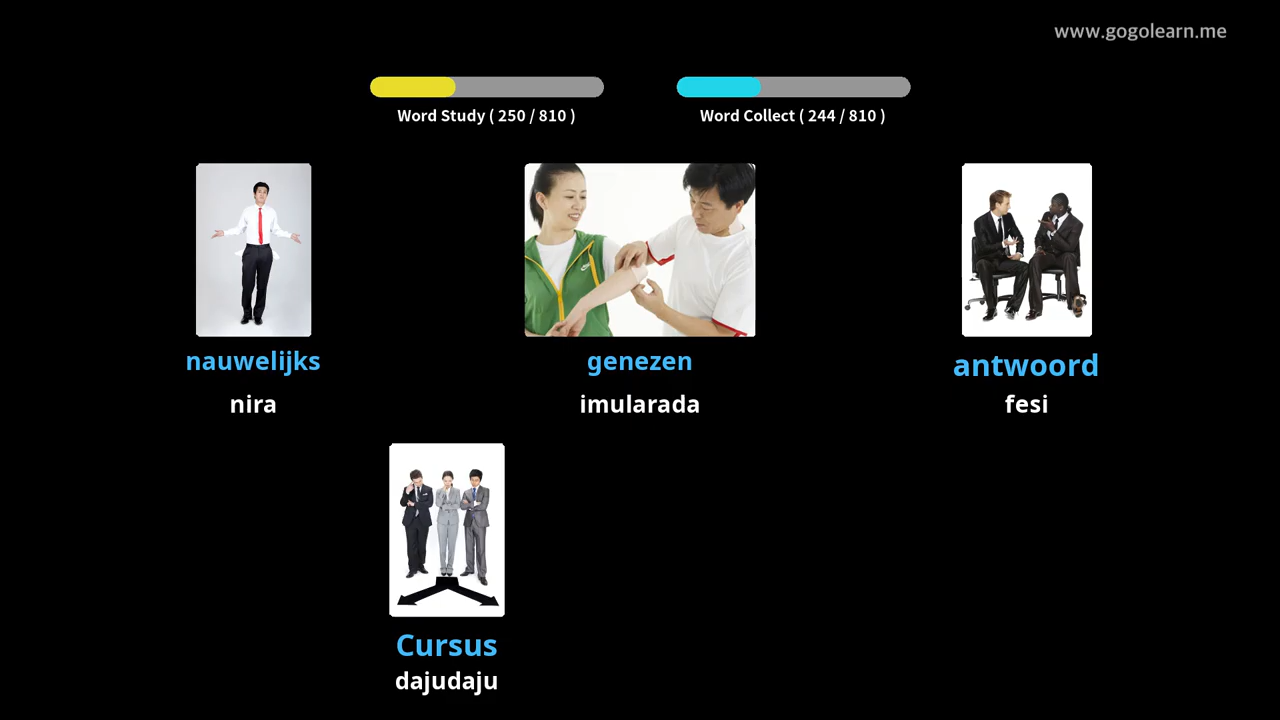 www.gogolearn.me
Word Study ( 250 / 810 )
Word Collect ( 244 / 810 )
nauwelijks
nira
genezen
imularada
antwoord
fesi
Cursus
dajudaju